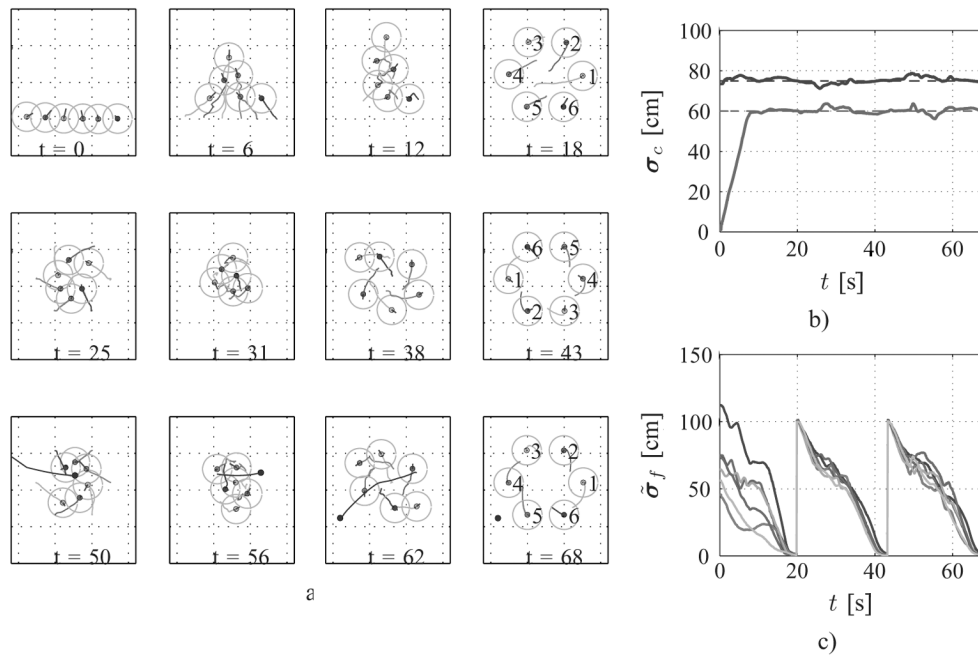 t = 0
t = 6
t = 12
3 2
4 1
5 6
t = 18
t = 25
t = 31
t = 38
6 5
1 4
2 3
t = 43
t = 50
t = 56
t = 62
3 2
4 1
5 6
t = 68
a
100
80
60
40
20
0
σc [cm]
0 20 40 60
t [s]
b)
150
100
50
0
σ̃f [cm]
0 20 40 60
t [s]
c)